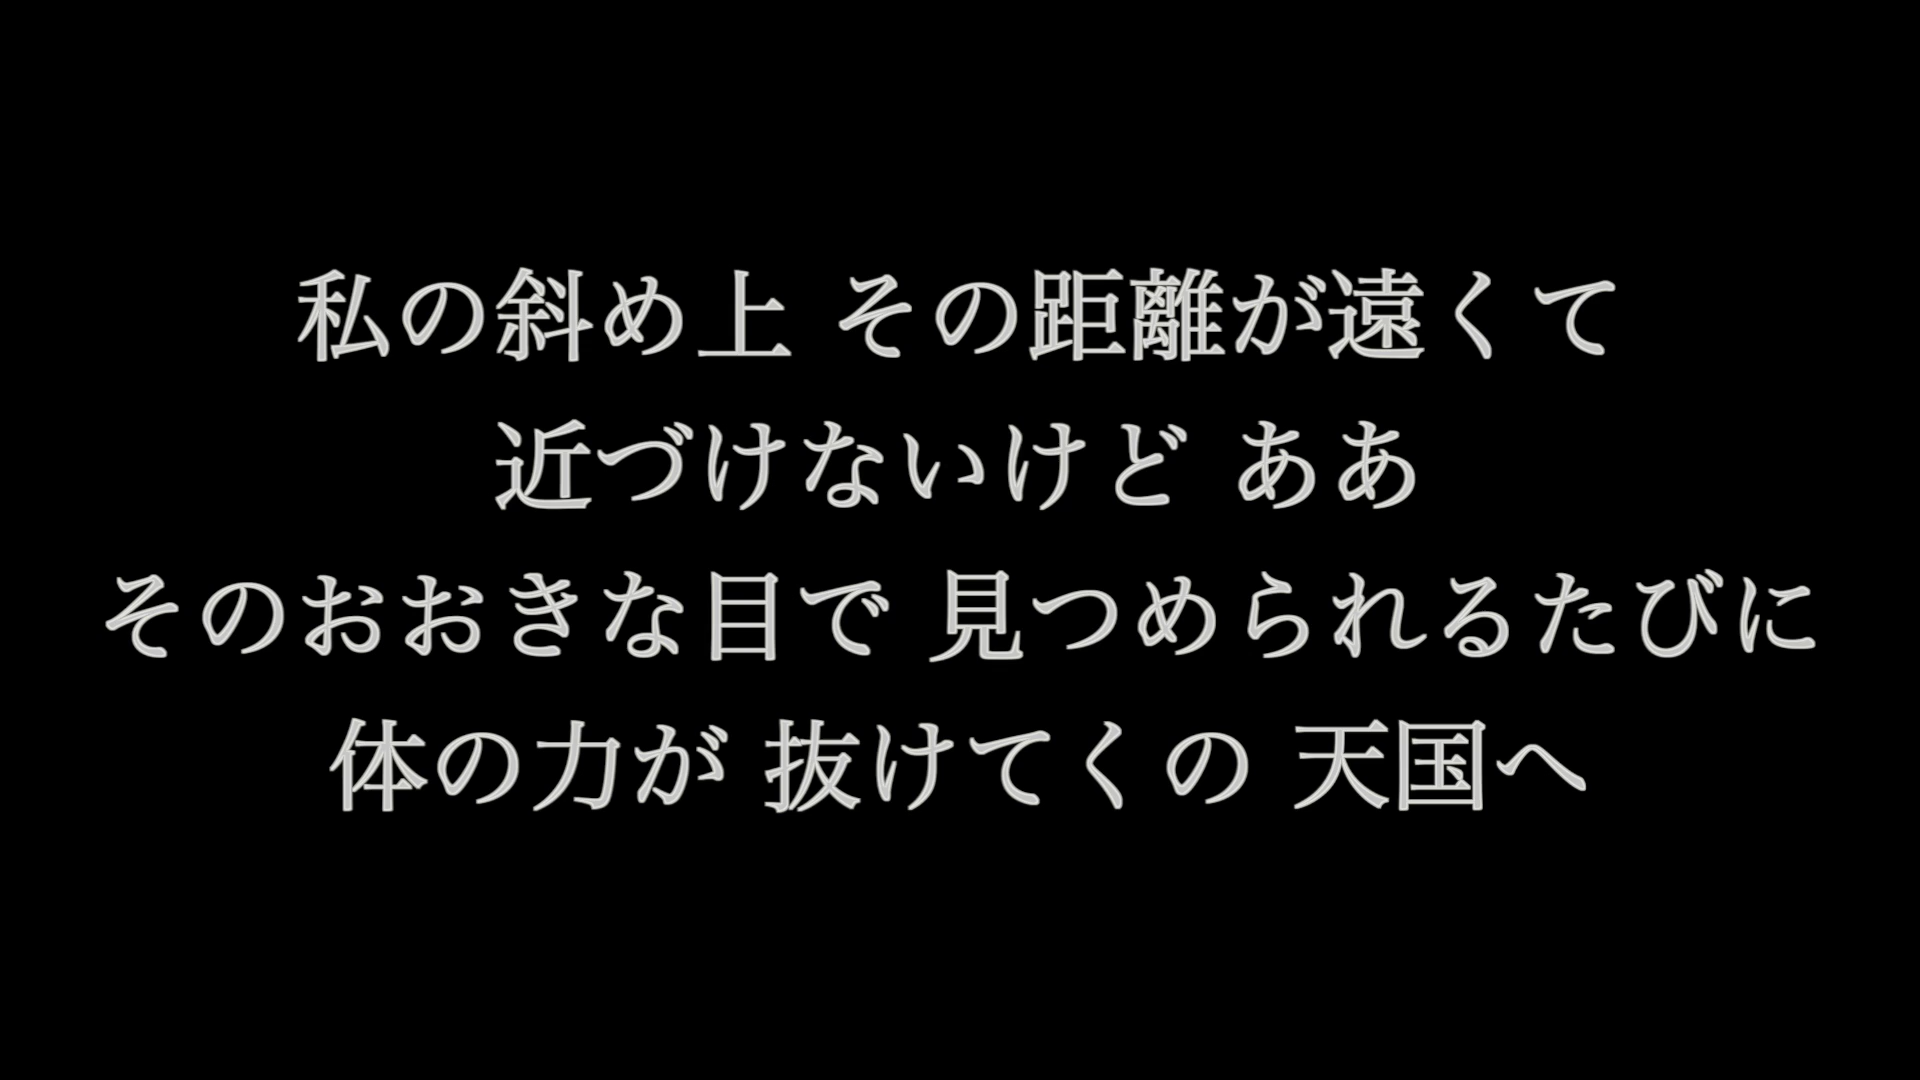 私の斜め上 その距離が遠くて
近づけないけど ああ
そのおおきな目で 見つめられるたびに
体の力が 抜けてくの 天国へ